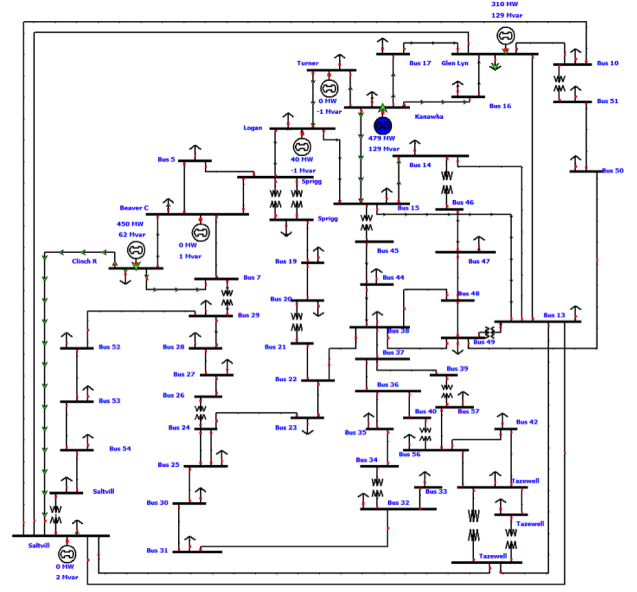 310 MW
129 Mvar
Turner
Bus 17
Glen Lyn
Bus 10
0 MW
-1 Mvar
Bus 51
Bus 16
Kanawha
Logan
479 MW
129 Mvar
Bus 5
40 MW
-1 Mvar
Bus 14
Bus 50
Sprigg
Beaver C
Bus 15
Bus 46
450 MW
62 Mvar
Sprigg
0 MW
1 Mvar
Bus 45
Bus 47
Clinch R
Bus 19
Bus 7
Bus 44
Bus 20
Bus 48
Bus 29
Bus 13
Bus 38
Bus 49
Bus 52
Bus 28
Bus 21
Bus 37
Bus 27
Bus 39
Bus 22
Bus 36
Bus 26
Bus 53
Bus 40
Bus 57
Bus 24
Bus 23
Bus 35
Bus 42
Bus 54
Bus 56
Bus 25
Bus 34
Saltvill
Bus 33
Tazewell
Bus 30
Bus 32
Tazewell
Saltvill
Bus 31
Tazewell
0 MW
2 Mvar